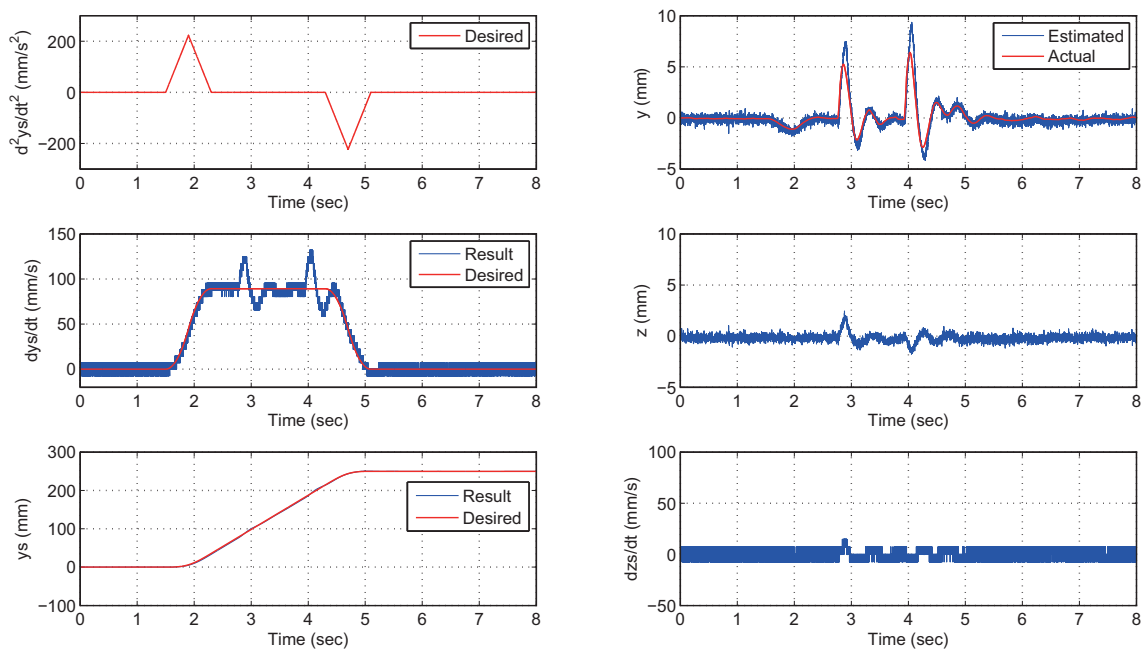 d²ys/dt² (mm/s²)
200
0
−200
0 1 2 3 4 5 6 7 8
Time (sec)
Desired
dys/dt (mm/s)
150
100
50
0
0 1 2 3 4 5 6 7 8
Time (sec)
Result
Desired
ys (mm)
300
200
100
0
−100
0 1 2 3 4 5 6 7 8
Time (sec)
Result
Desired
y (mm)
10
5
0
−5
0 1 2 3 4 5 6 7 8
Time (sec)
Estimated
Actual
z (mm)
10
5
0
−5
0 1 2 3 4 5 6 7 8
Time (sec)
dzs/dt (mm/s)
100
50
0
−50
0 1 2 3 4 5 6 7 8
Time (sec)